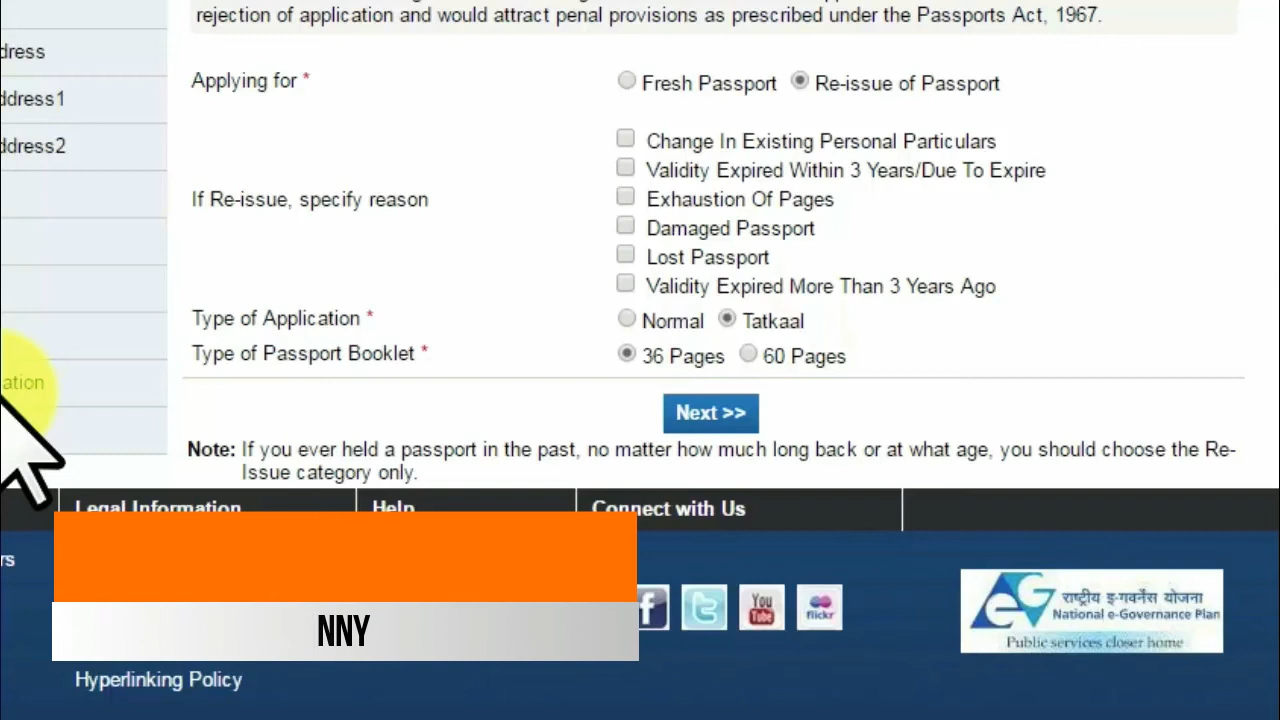 rejection of application and would attract penal provisions as prescribed under the Passports Act, 1967.
dress
Applying for * Fresh Passport Re-issue of Passport
ddress1
ddress2
Change In Existing Personal Particulars
Validity Expired Within 3 Years/Due To Expire
If Re-issue, specify reason Exhaustion Of Pages
Damaged Passport
Lost Passport
Validity Expired More Than 3 Years Ago
Type of Application * Normal Tatkaal
Type of Passport Booklet * 36 Pages 60 Pages
ation
Next >>
Note: If you ever held a passport in the past, no matter how much long back or at what age, you should choose the Re-
Issue category only.
Legal Information Help Connect with Us
rs
f t You Tube flickr
eG राष्ट्रीय इ-गवर्नेंस योजना
National e-Governance Plan
Public services closer home
NNY
Hyperlinking Policy